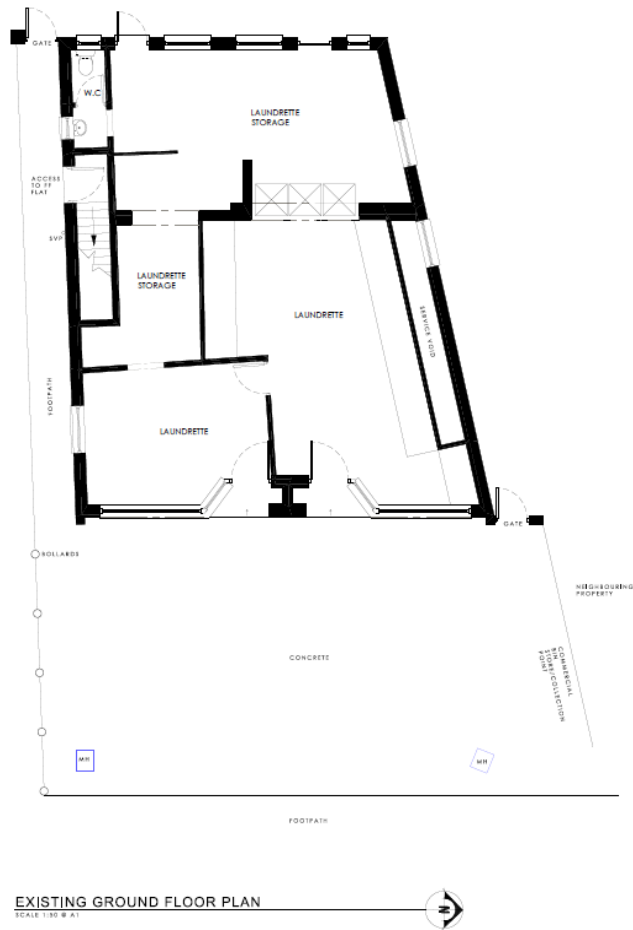 GATE
W.C
LAUNDRETTE
STORAGE
ACCESS
TO FF
FLAT
SVP
LAUNDRETTE
STORAGE
LAUNDRETTE
SERVICE VOID
FOOTPATH
LAUNDRETTE
GATE
BOLLARDS
NEIGHBOURING
PROPERTY
CONCRETE
COMMERCIAL
BIN
STORE/COLLECTION
POINT
MH
MH
FOOTPATH
EXISTING GROUND FLOOR PLAN
SCALE 1:50 @ A1
N